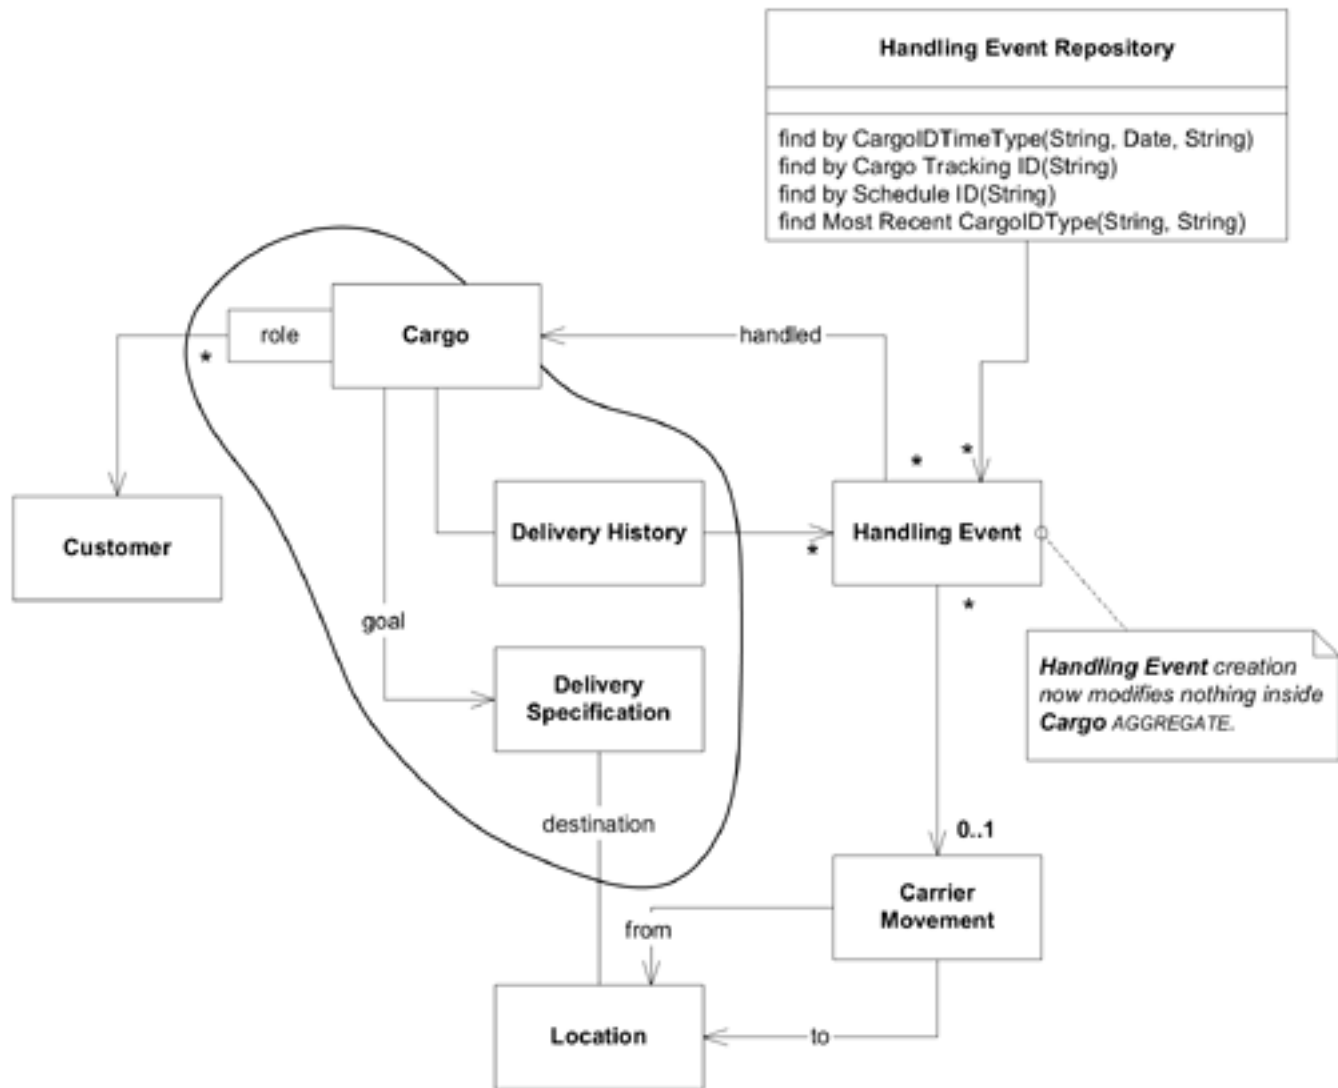 Handling Event Repository
find by CargoIDTimeType(String, Date, String)
find by Cargo Tracking ID(String)
find by Schedule ID(String)
find Most Recent CargoIDType(String, String)
role
Cargo
handled
*
*
*
Customer
Delivery History
*
Handling Event
*
goal
Delivery
Specification
Handling Event creation
now modifies nothing inside
Cargo AGGREGATE.
destination
0..1
Carrier
Movement
from
Location
to